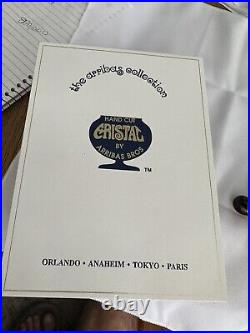 the arribas collection
HAND CUT
CRISTAL
BY
ARRIBAS BROS
TM
ORLANDO • ANAHEIM • TOKYO • PARIS